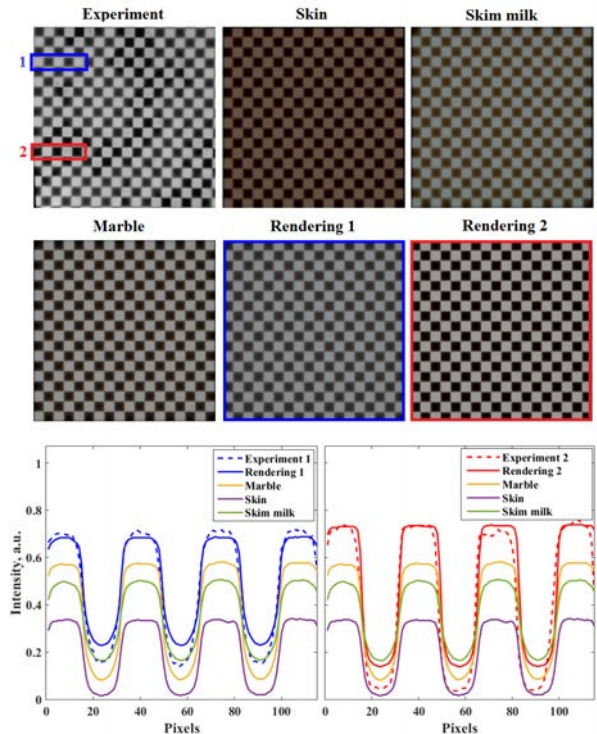 Experiment
Skin
Skim milk
1
2
Marble
Rendering 1
Rendering 2
Intensity, a.u.
1
0.8
0.6
0.4
0.2
0
Experiment 1
Rendering 1
Marble
Skin
Skim milk
0 20 40 60 80 100
Pixels
Experiment 2
Rendering 2
Marble
Skin
Skim milk
0 20 40 60 80 100
Pixels